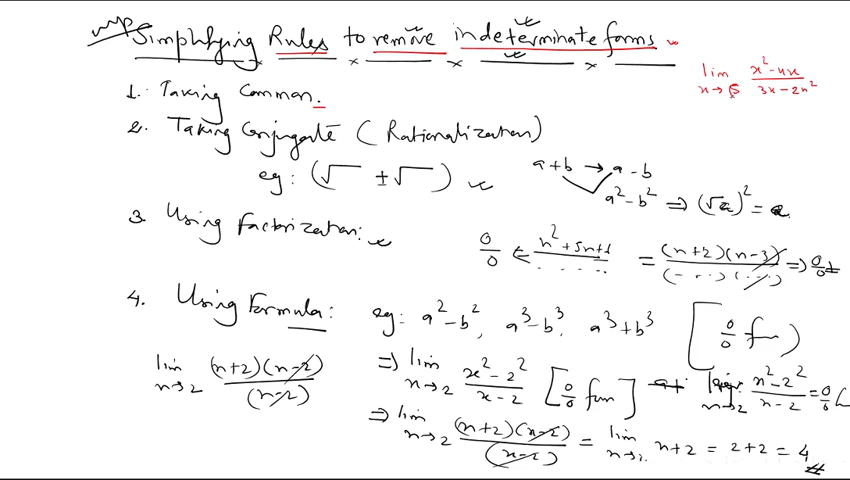 Simplifying Rules to remove indeterminate forms
lim x→5 x²-4x / 3x-2x²
1. Taking Common.
2. Taking Conjugate (Rationalization)
eg: (√ ±√ )
a+b → a-b
a²-b² ⇒ (√a)² = a
3. Using Factorization:
0/0 ← / .... = (x+2)(x-3) / (-..)(...) ⇒ 0/0
4. Using Formula: eg: a²-b², a³-b³, a³+b³ [0/0 form)
lim x→2 (x+2)(x-2) / (x-2)
⇒ lim x→2 x²-2² / x-2 [0/0 form] lim x→2 x²-2² / x-2 = 0/0
⇒ lim x→2 (x+2)(x-2) / (x-2) = lim x→2 x+2 = 2+2 = 4